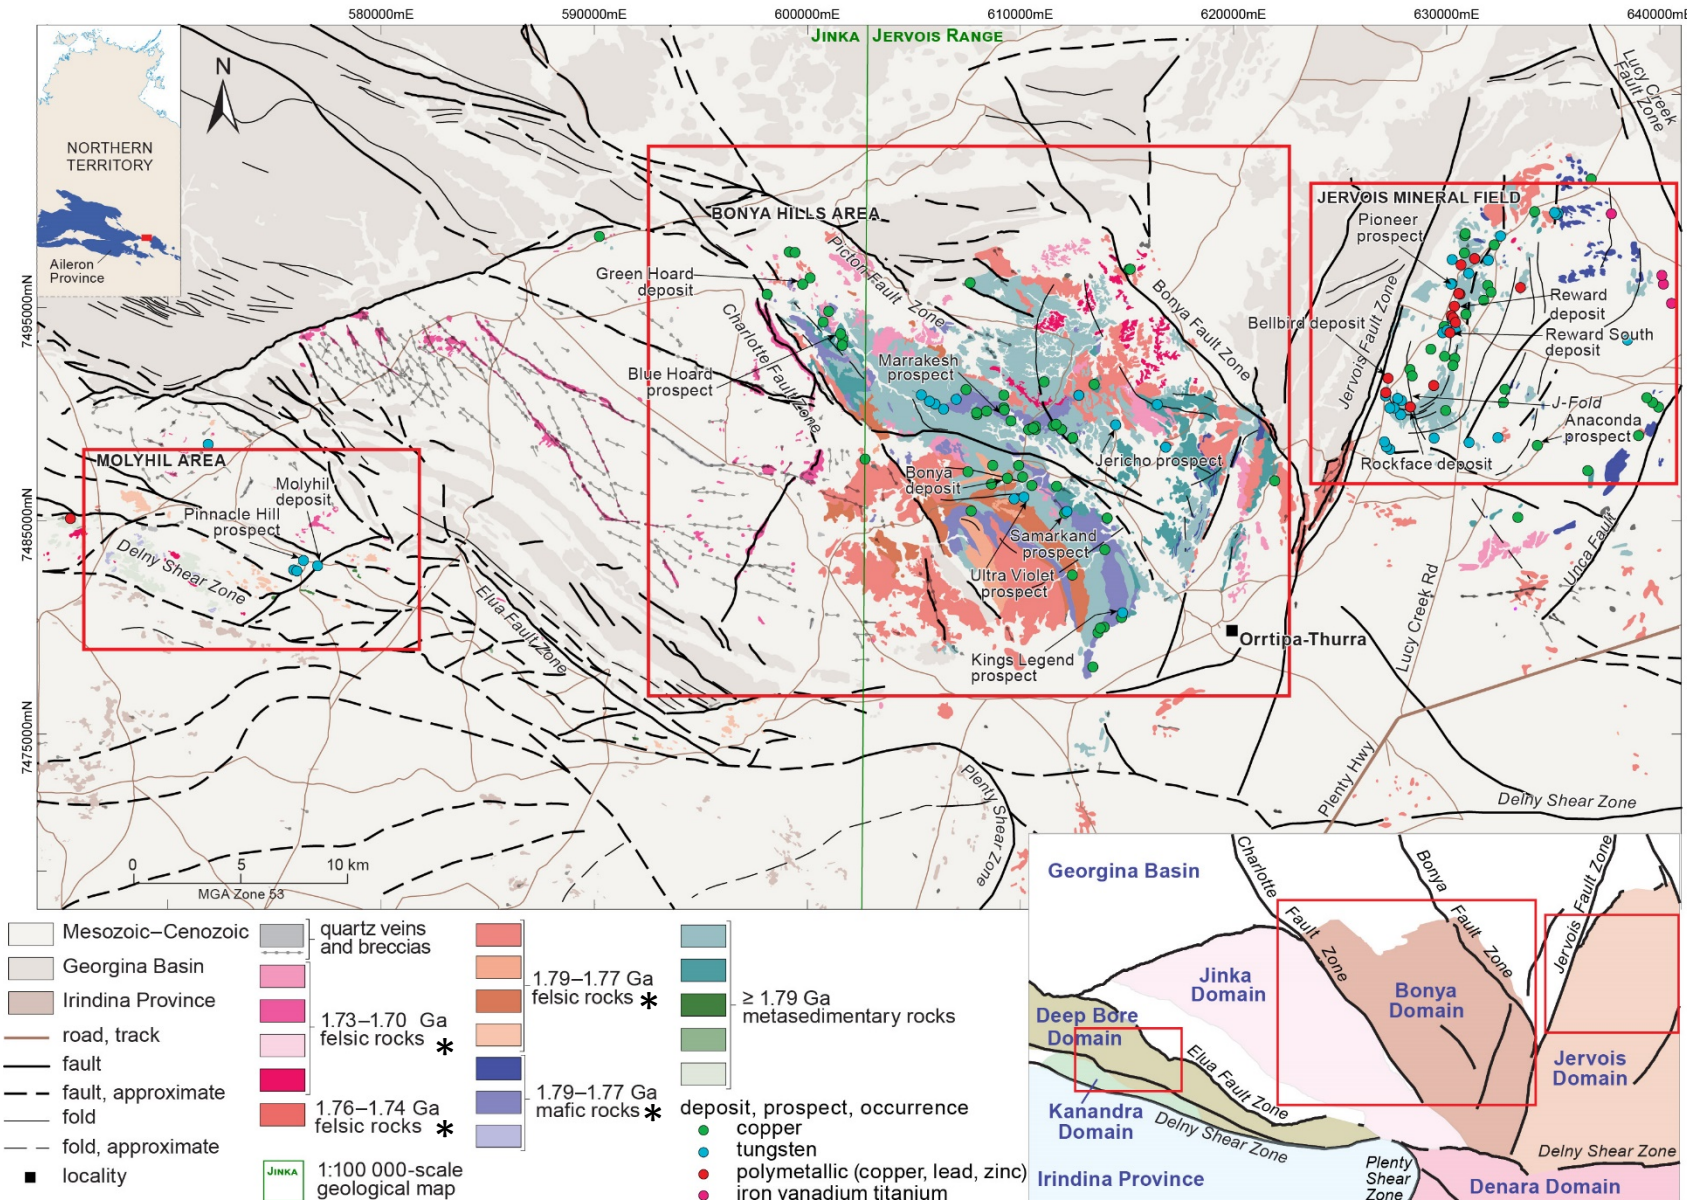 580000mE
590000mE
600000mE
610000mE
620000mE
630000mE
640000mE
JINKA
JERVOIS RANGE
N
NORTHERN
TERRITORY
Aileron
Province
7495000mN
7485000mN
7475000mN
Lucy Creek
Fault Zone
BONYA HILLS AREA
JERVOIS MINERAL FIELD
Pioneer
prospect
Picton Fault Zone
Green Hoard
deposit
Charlotte Fault Zone
Bonya Fault Zone
Jervois Fault Zone
Bellbird deposit
Reward
deposit
Reward South
deposit
Marrakesh
prospect
Blue Hoard
prospect
J-Fold
Anaconda
prospect
MOLYHIL AREA
Molyhil
deposit
Pinnacle Hill
prospect
Bonya
deposit
Jericho prospect
Rockface deposit
Delny Shear Zone
Samarkand
prospect
Ultra Violet
prospect
Unca Fault
Elua Fault Zone
Orrtipa-Thurra
Kings Legend
prospect
Lucy Creek Rd
Plenty Hwy
Plenty Shear Zone
Delny Shear Zone
0
5
10 km
MGA Zone 53
Mesozoic–Cenozoic
Georgina Basin
Irindina Province
road, track
fault
fault, approximate
fold
fold, approximate
locality
quartz veins
and breccias
1.73–1.70 Ga
felsic rocks *
1.76–1.74 Ga
felsic rocks *
JINKA
1:100 000-scale
geological map
1.79–1.77 Ga
felsic rocks *
1.79–1.77 Ga
mafic rocks *
≥ 1.79 Ga
metasedimentary rocks
deposit, prospect, occurrence
copper
tungsten
polymetallic (copper, lead, zinc)
iron vanadium titanium
Georgina Basin
Charlotte Fault Zone
Bonya Fault Zone
Jervois Fault Zone
Jinka
Domain
Bonya
Domain
Deep Bore
Domain
Elua Fault Zone
Jervois
Domain
Kanandra
Domain
Delny Shear Zone
Delny Shear Zone
Irindina Province
Plenty
Shear
Zone
Denara Domain